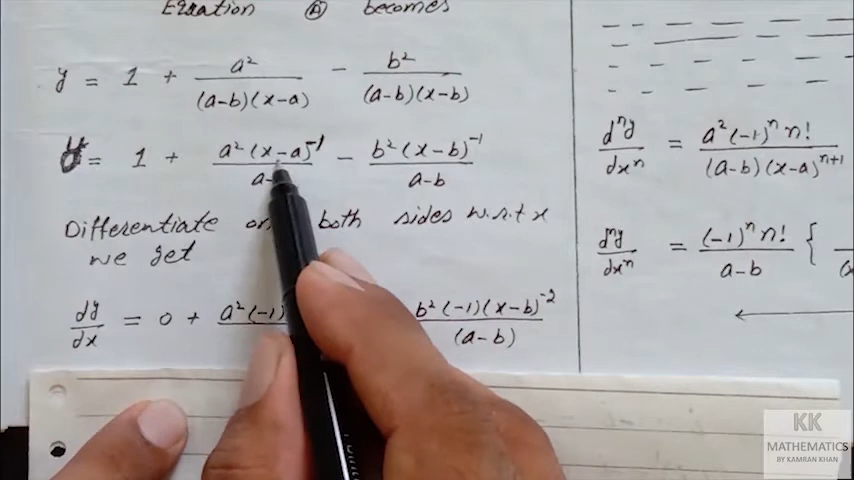 Equation Ⓐ becomes
y = 1 + a²/(a-b)(x-a) - b²/(a-b)(x-b)
y = 1 + a²(x-a)⁻¹/a- - b²(x-b)⁻¹/a-b
Differentiate on both sides w.r.t x
we get
dy/dx = 0 + a²(-1) b²(-1)(x-b)⁻²/(a-b)
dⁿy/dxⁿ = a²(-1)ⁿ n!/(a-b)(x-a)ⁿ⁺¹
dⁿy/dxⁿ = (-1)ⁿ n!/a-b {
KK
MATHEMATICS
BY KAMRAN KHAN